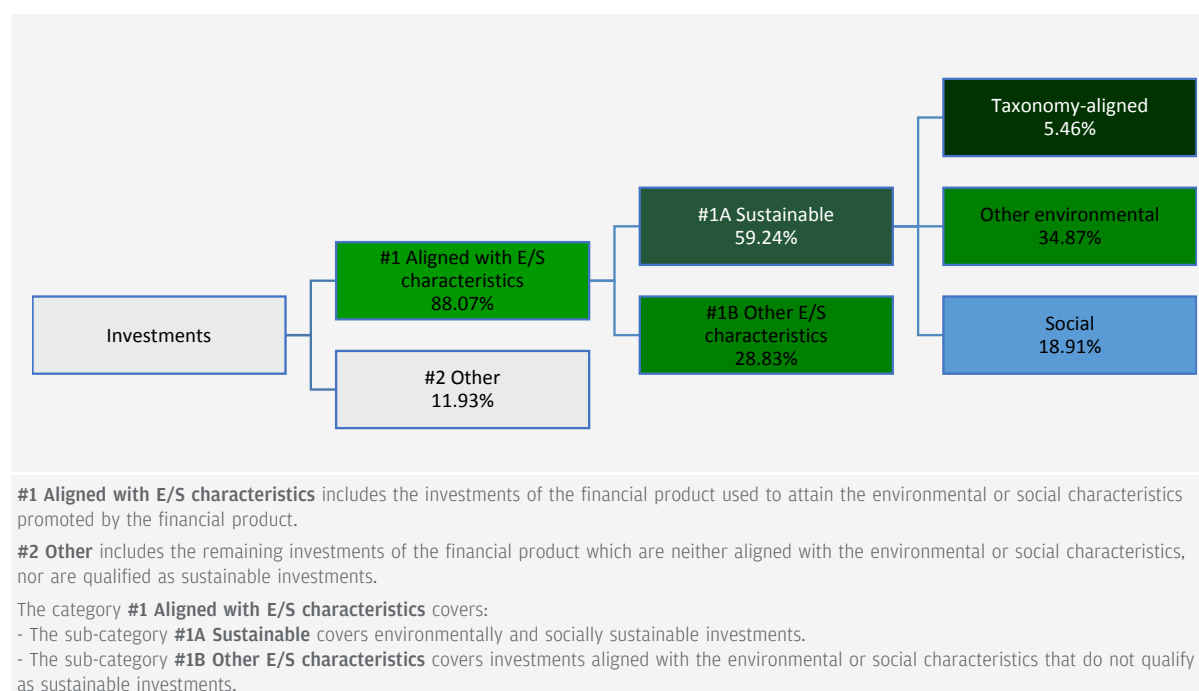 Taxonomy-aligned
5.46%
#1A Sustainable
59.24%
Other environmental
34.87%
#1 Aligned with E/S
characteristics
88.07%
Investments
#1B Other E/S
characteristics
28.83%
Social
18.91%
#2 Other
11.93%
#1 Aligned with E/S characteristics includes the investments of the financial product used to attain the environmental or social characteristics
promoted by the financial product.
#2 Other includes the remaining investments of the financial product which are neither aligned with the environmental or social characteristics,
nor are qualified as sustainable investments.
The category #1 Aligned with E/S characteristics covers:
- The sub-category #1A Sustainable covers environmentally and socially sustainable investments.
- The sub-category #1B Other E/S characteristics covers investments aligned with the environmental or social characteristics that do not qualify
as sustainable investments.